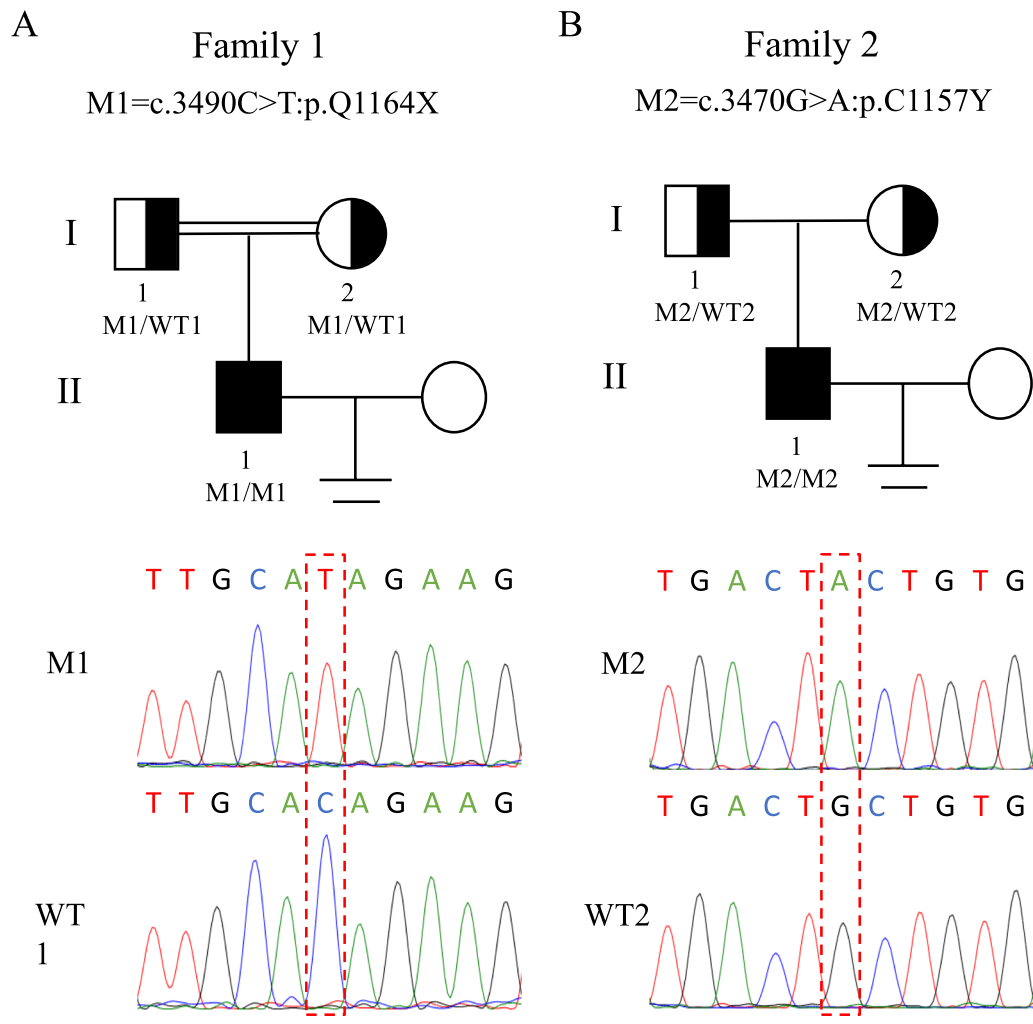 A
Family 1
M1=c.3490C>T:p.Q1164X
I
1
2
M1/WT1
M1/WT1
II
1
M1/M1
T T G C A T A G A A G
M1
T T G C A C A G A A G
WT
1
B
Family 2
M2=c.3470G>A:p.C1157Y
I
1
2
M2/WT2
M2/WT2
II
1
M2/M2
T G A C T A C T G T G
M2
T G A C T G C T G T G
WT2